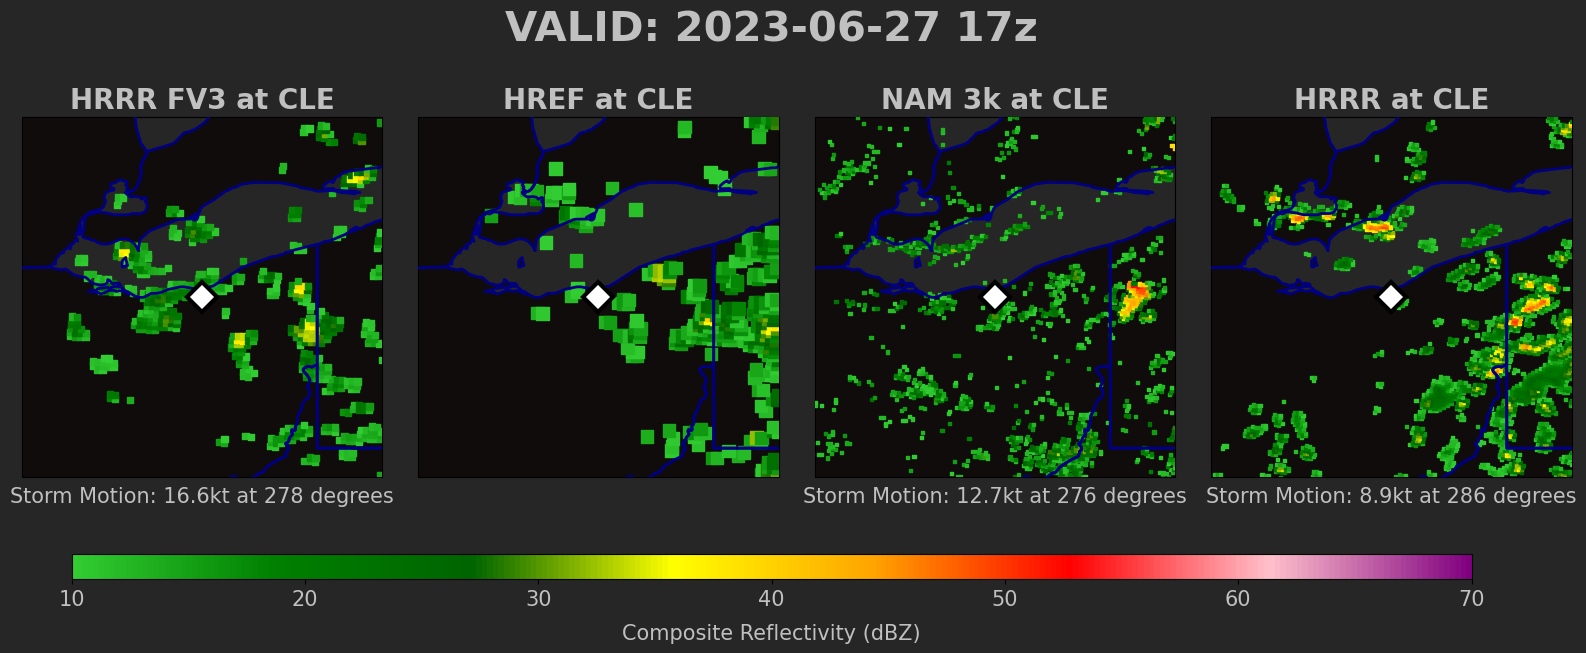 VALID: 2023-06-27 17z
HRRR FV3 at CLE
HREF at CLE
NAM 3k at CLE
HRRR at CLE
Storm Motion: 16.6kt at 278 degrees
Storm Motion: 12.7kt at 276 degrees
Storm Motion: 8.9kt at 286 degrees
10 20 30 40 50 60 70
Composite Reflectivity (dBZ)